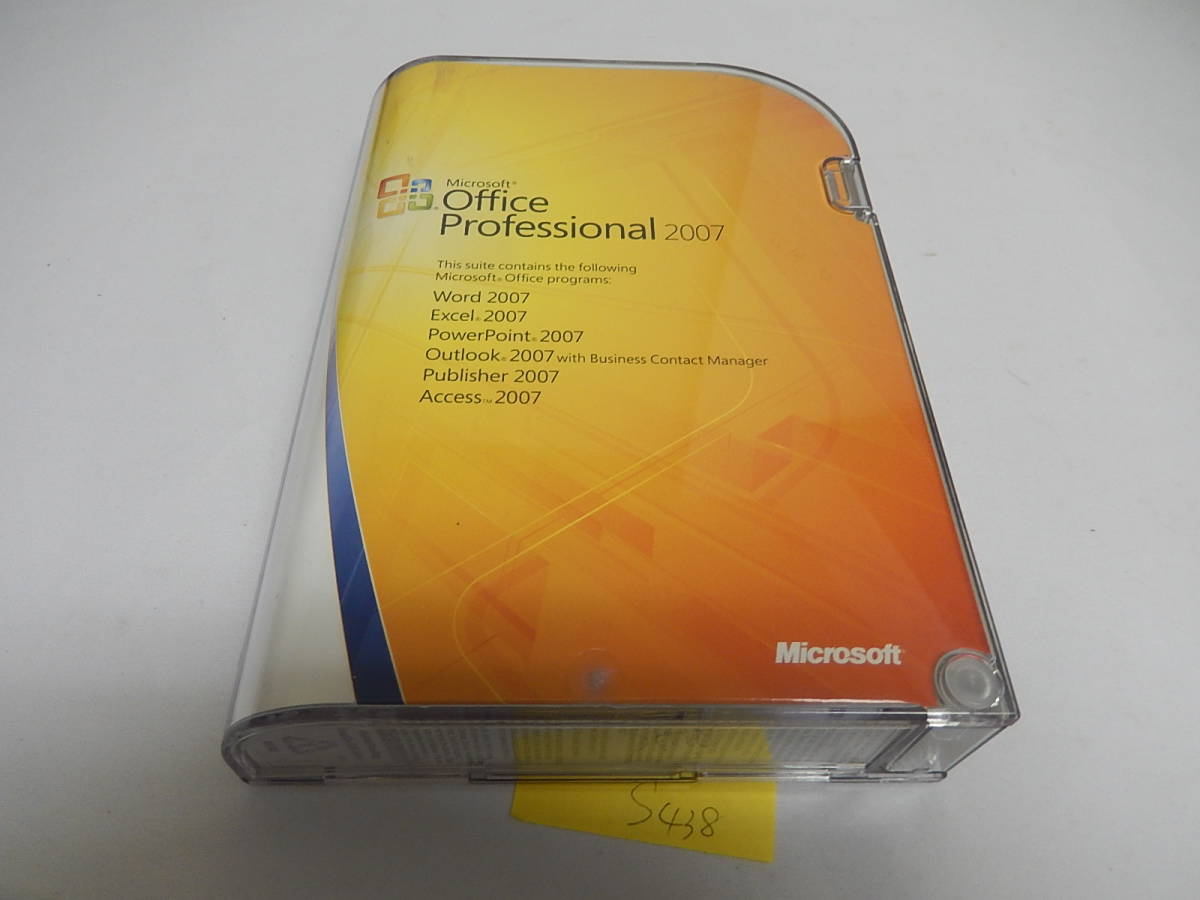 Microsoft®
Office
Professional 2007
This suite contains the following
Microsoft® Office programs:
Word 2007
Excel® 2007
PowerPoint® 2007
Outlook® 2007 with Business Contact Manager
Publisher 2007
Access™ 2007
Microsoft
S438